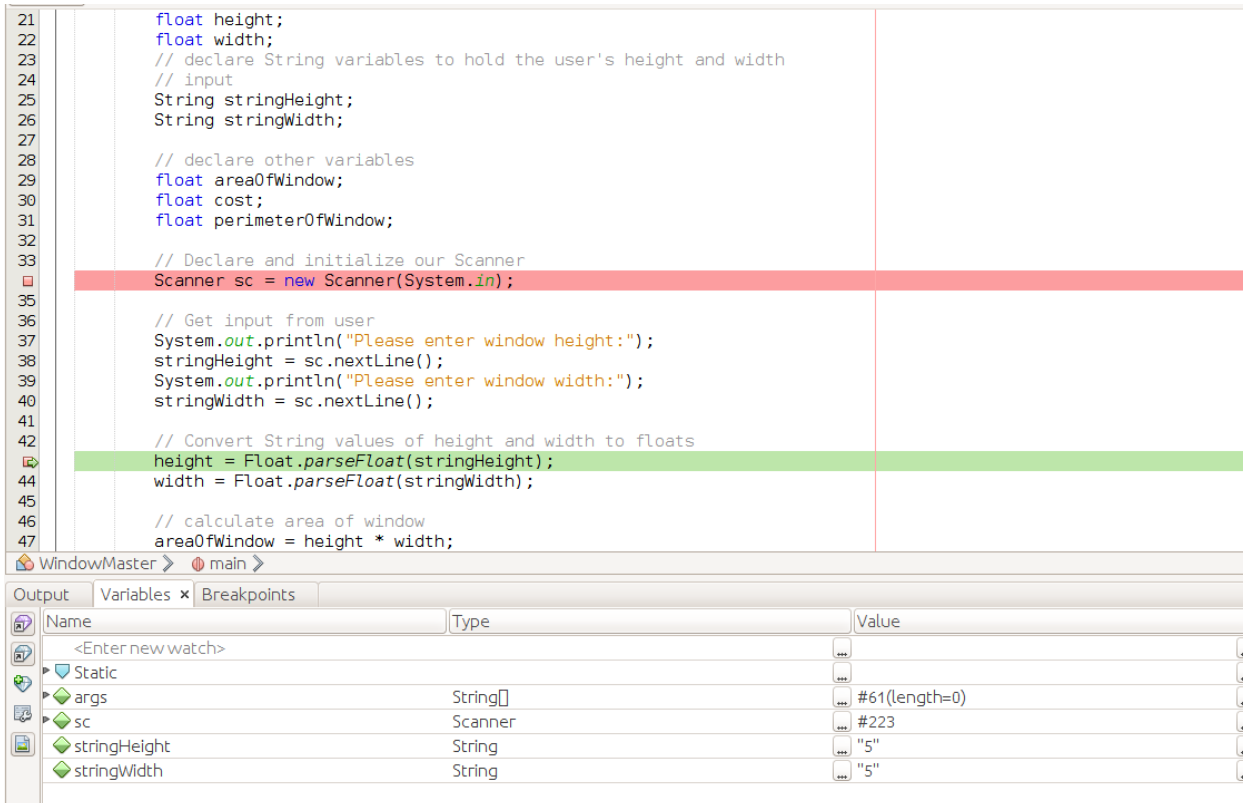 21 float height;
22 float width;
23 // declare String variables to hold the user's height and width
24 // input
25 String stringHeight;
26 String stringWidth;
27
28 // declare other variables
29 float areaOfWindow;
30 float cost;
31 float perimeterOfWindow;
32
33 // Declare and initialize our Scanner
Scanner sc = new Scanner(System.in);
35
36 // Get input from user
37 System.out.println("Please enter window height:");
38 stringHeight = sc.nextLine();
39 System.out.println("Please enter window width:");
40 stringWidth = sc.nextLine();
41
42 // Convert String values of height and width to floats
height = Float.parseFloat(stringHeight);
44 width = Float.parseFloat(stringWidth);
45
46 // calculate area of window
47 areaOfWindow = height * width;
WindowMaster main
Output Variables × Breakpoints
Name Type Value
<Enter new watch> ...
Static ...
args String[] ... #61(length=0)
sc Scanner ... #223
stringHeight String ... "5"
stringWidth String ... "5"